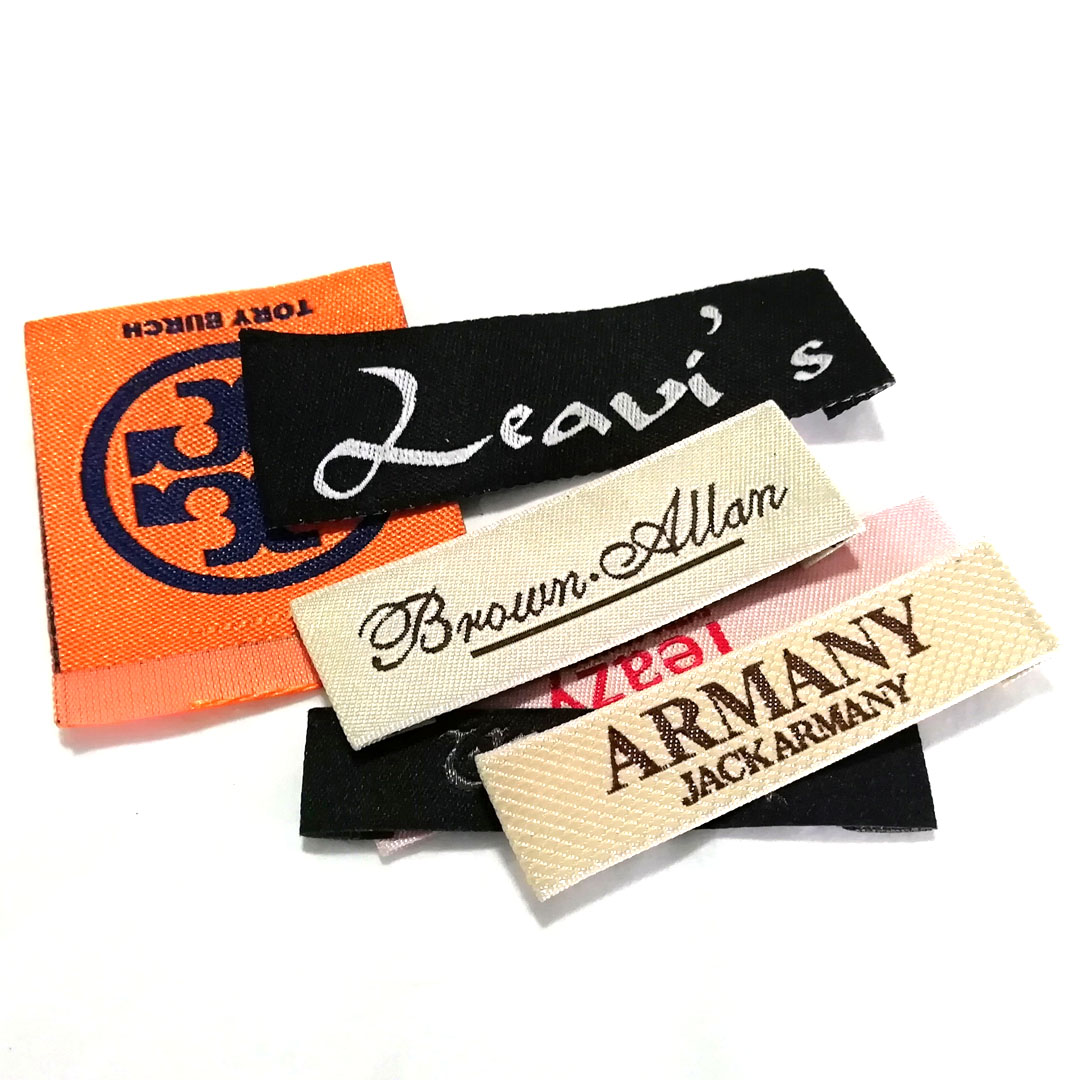 TORY BURCH
Leavi's
Brown.Allan
ARMANY
JACK ARMANY